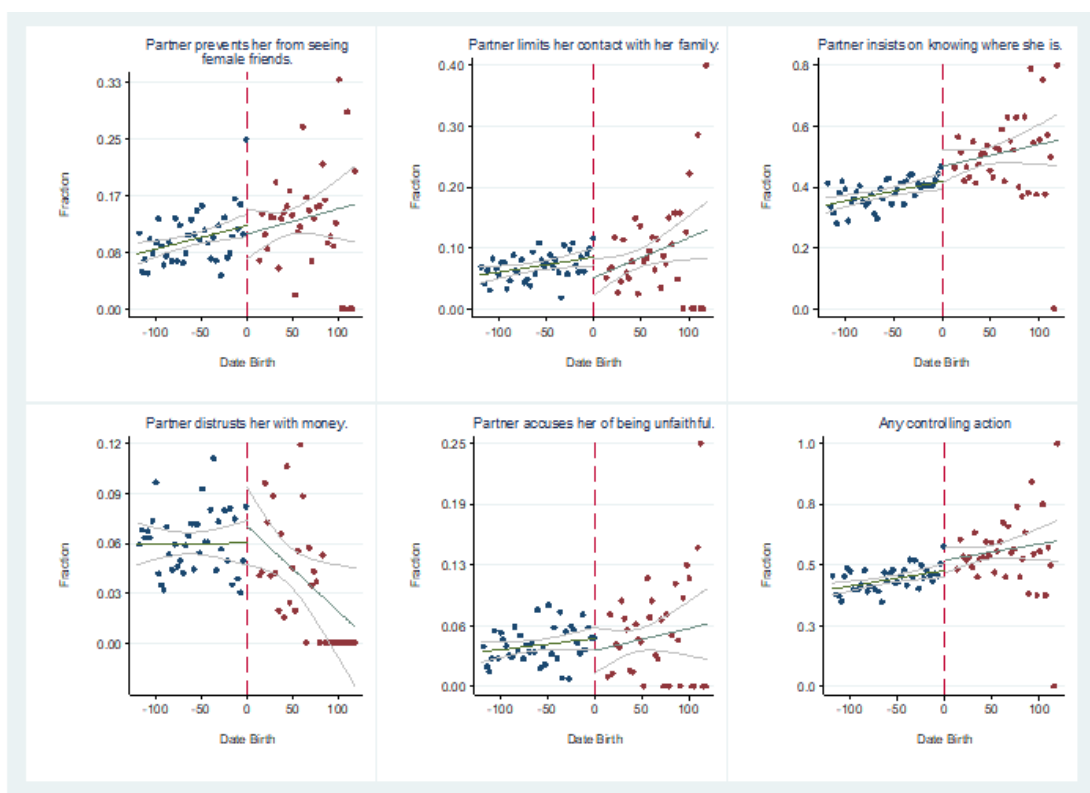 Partner prevents her from seeing
female friends.
0.33
0.25
0.17
0.08
0.00
Fraction
-100 -50 0 50 100
Date Birth
Partner limits her contact with her family.
0.40
0.30
0.20
0.10
0.00
Fraction
-100 -50 0 50 100
Date Birth
Partner insists on knowing where she is.
0.8
0.6
0.4
0.2
0.0
Fraction
-100 -50 0 50 100
Date Birth
Partner distrusts her with money.
0.12
0.09
0.06
0.03
0.00
Fraction
-100 -50 0 50 100
Date Birth
Partner accuses her of being unfaithful.
0.25
0.19
0.13
0.06
0.00
Fraction
-100 -50 0 50 100
Date Birth
Any controlling action
1.0
0.8
0.5
0.3
0.0
Fraction
-100 -50 0 50 100
Date Birth